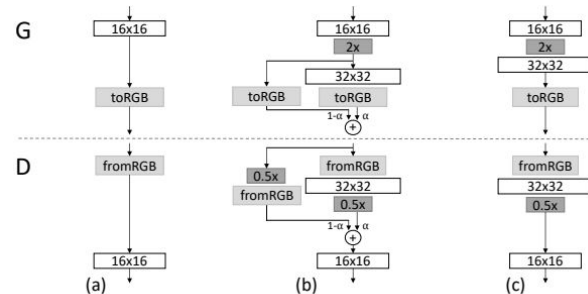 G
16x16
toRGB
16x16
2x
32x32
toRGB
toRGB
1-α
α
+
16x16
2x
32x32
toRGB
D
fromRGB
16x16
(a)
fromRGB
0.5x
32x32
fromRGB
0.5x
1-α
α
+
16x16
(b)
fromRGB
32x32
0.5x
16x16
(c)